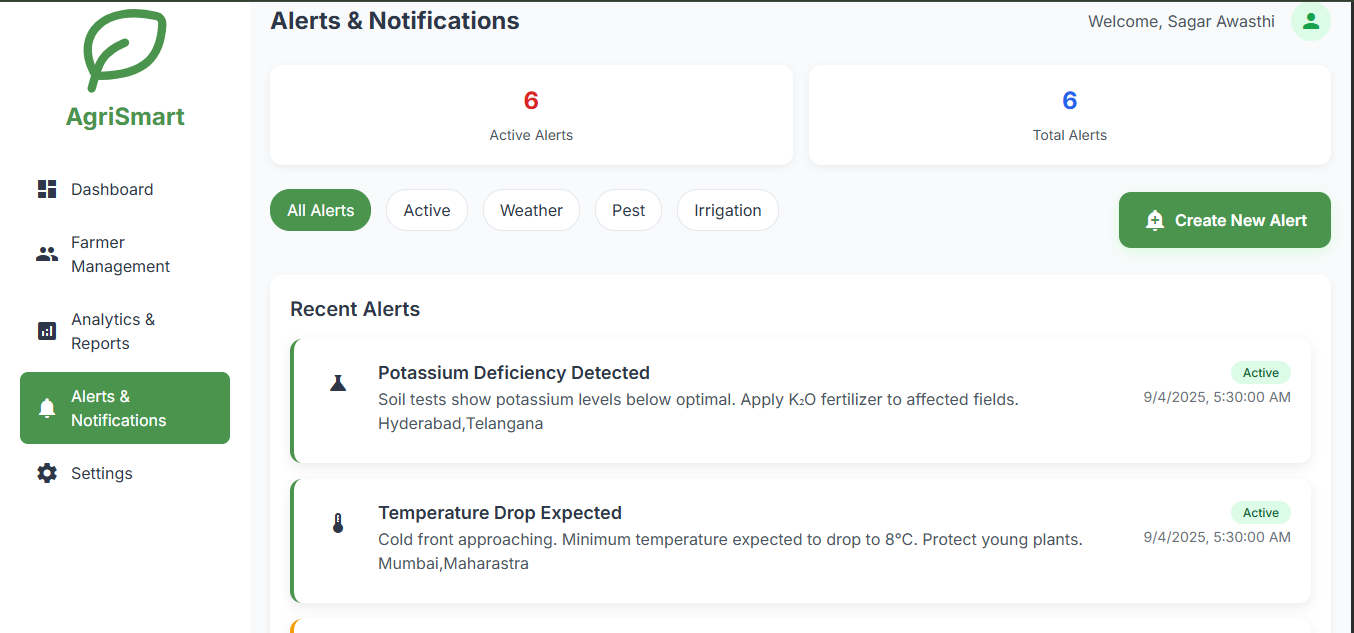 AgriSmart
Dashboard
Farmer
Management
Analytics &
Reports
Alerts &
Notifications
Settings
Alerts & Notifications
Welcome, Sagar Awasthi
6
Active Alerts
6
Total Alerts
All Alerts
Active
Weather
Pest
Irrigation
Create New Alert
Recent Alerts
Potassium Deficiency Detected
Active
Soil tests show potassium levels below optimal. Apply K₂O fertilizer to affected fields.
9/4/2025, 5:30:00 AM
Hyderabad,Telangana
Temperature Drop Expected
Active
Cold front approaching. Minimum temperature expected to drop to 8°C. Protect young plants.
9/4/2025, 5:30:00 AM
Mumbai,Maharastra